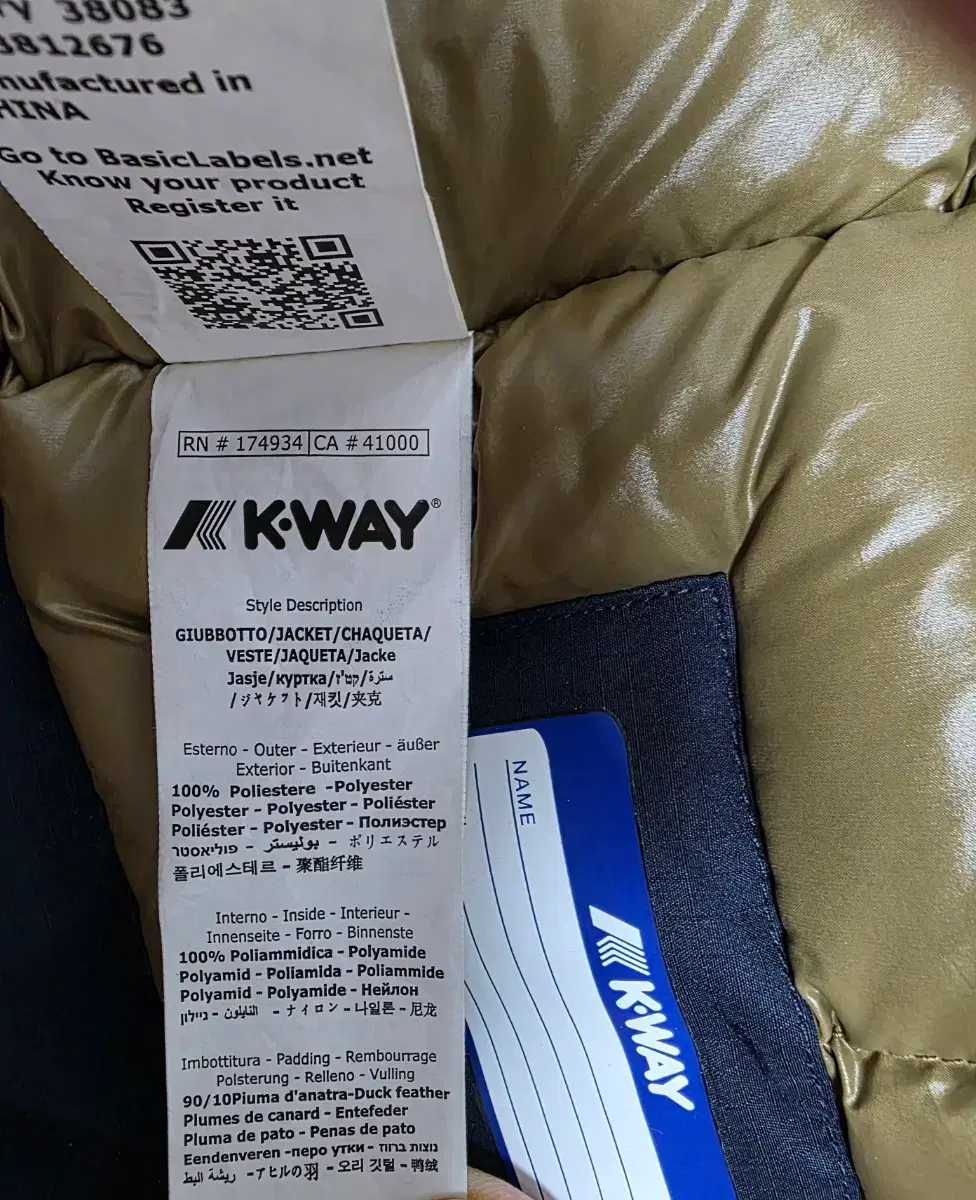 38083
3812676
nufactured in
HINA
Go to BasicLabels.net
Know your product
Register it
RN # 174934 CA # 41000
K·WAY®
Style Description
GIUBBOTTO/JACKET/CHAQUETA/
VESTE/JAQUETA/Jacke
Jasje/куртка/ז'קט/سترة
/ジャケット/재킷/夹克
Esterno - Outer - Exterieur - äußer
Exterior - Buitenkant
100% Poliestere -Polyester
Polyester - Polyester - Poliéster
Poliéster - Polyester - Полиэстер
פוליאסטר - بوليستر - ポリエステル
폴리에스테르 - 聚酯纤维
Interno - Inside - Interieur -
Innenseite - Forro - Binnenste
100% Poliammidica - Polyamide
Polyamid - Poliamida - Poliammide
Polyamid - Polyamide - Нейлон
ניילון - النايلون - ナイロン - 나일론 - 尼龙
Imbottitura - Padding - Rembourrage
Polsterung - Relleno - Vulling
90/10Piuma d'anatra-Duck feather
Plumes de canard - Entefeder
Pluma de pato - Penas de pato
Eendenveren -перо утки - נוצות ברווז
ريشة البط -アヒルの羽 - 오리 깃털 - 鸭绒
NAME
K·WAY